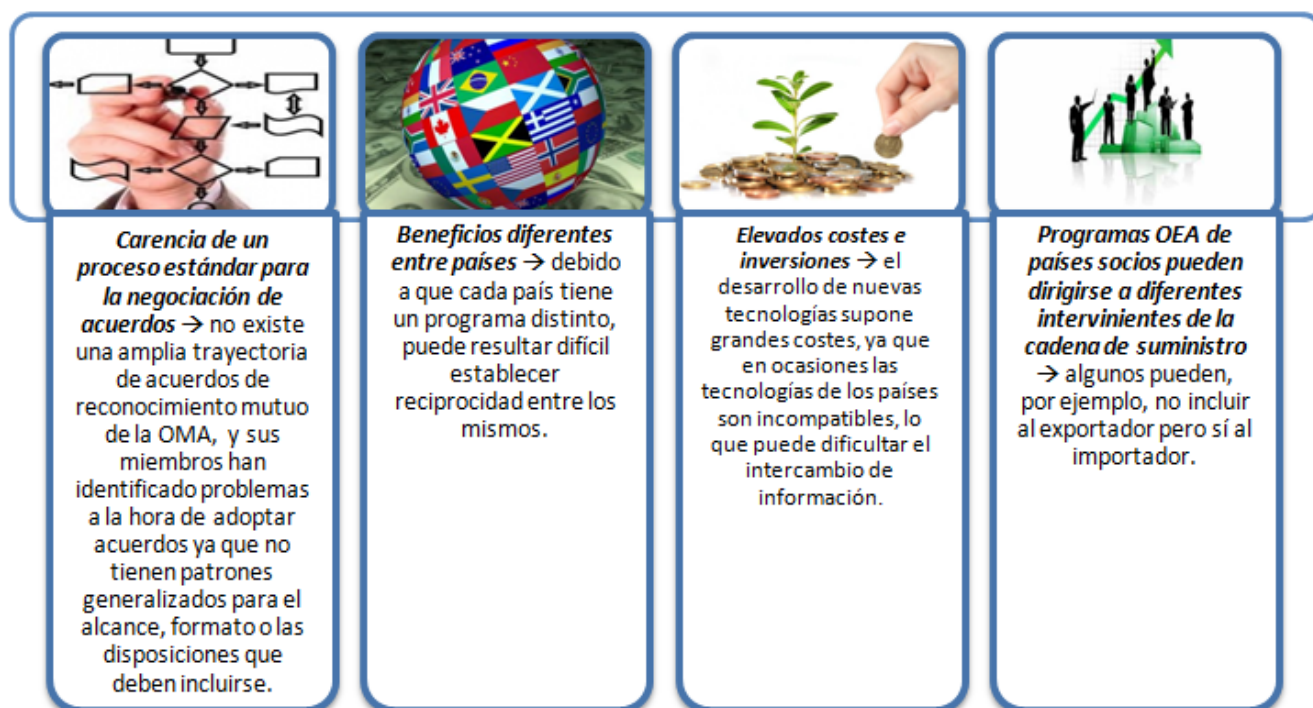 Carencia de un
proceso estándar para
la negociación de
acuerdos → no existe
una amplia trayectoria
de acuerdos de
reconocimiento mutuo
de la OMA, y sus
miembros han
identificado problemas
a la hora de adoptar
acuerdos ya que no
tienen patrones
generalizados para el
alcance, formato o las
disposiciones que
deben incluirse.
Beneficios diferentes
entre países → debido
a que cada país tiene
un programa distinto,
puede resultar difícil
establecer
reciprocidad entre los
mismos.
Elevados costes e
inversiones → el
desarrollo de nuevas
tecnologías supone
grandes costes, ya que
en ocasiones las
tecnologías de los países
son incompatibles, lo
que puede dificultar el
intercambio de
información.
Programas OEA de
países socios pueden
dirigirse a diferentes
intervinientes de la
cadena de suministro
→ algunos pueden,
por ejemplo, no incluir
al exportador pero sí al
importador.